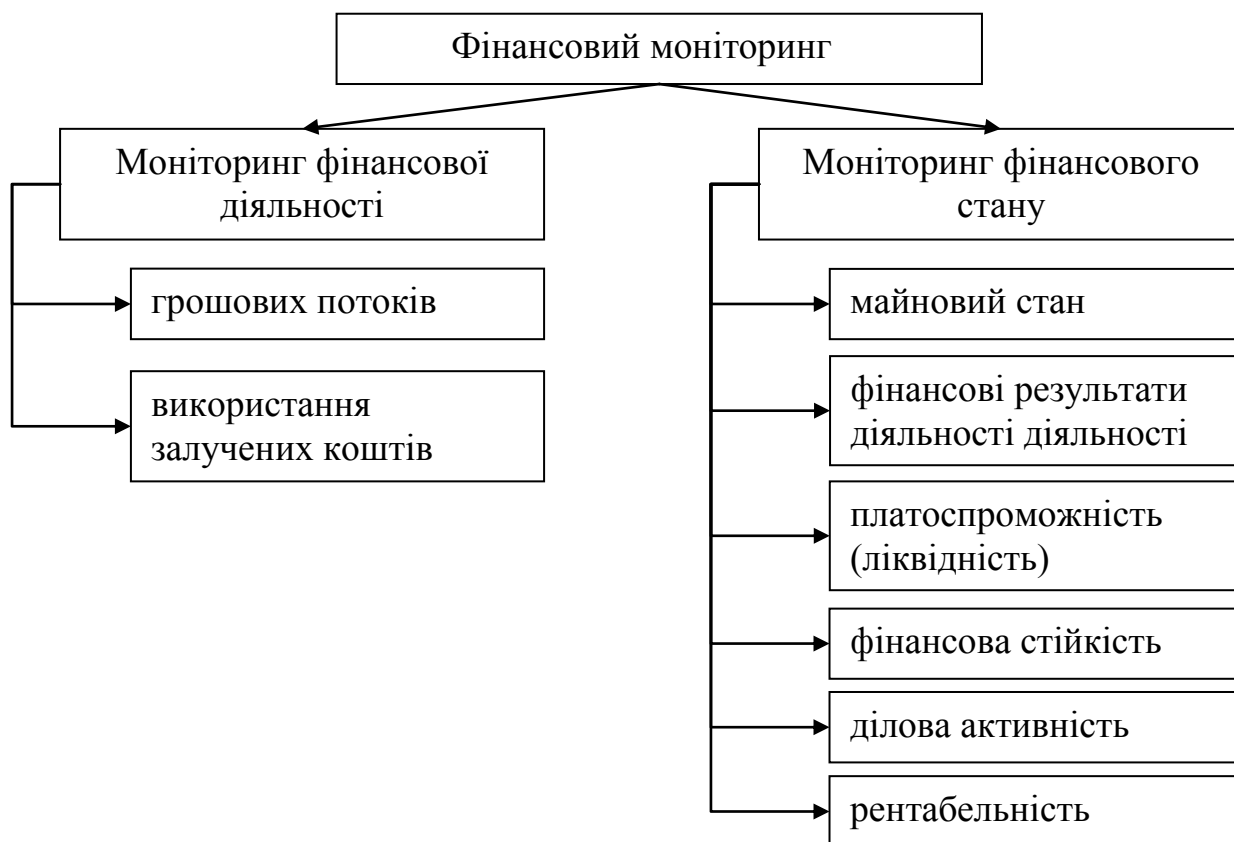 Фінансовий моніторинг
Моніторинг фінансової
діяльності
грошових потоків
використання
залучених коштів
Моніторинг фінансового
стану
майновий стан
фінансові результати
діяльності діяльності
платоспроможність
(ліквідність)
фінансова стійкість
ділова активність
рентабельність